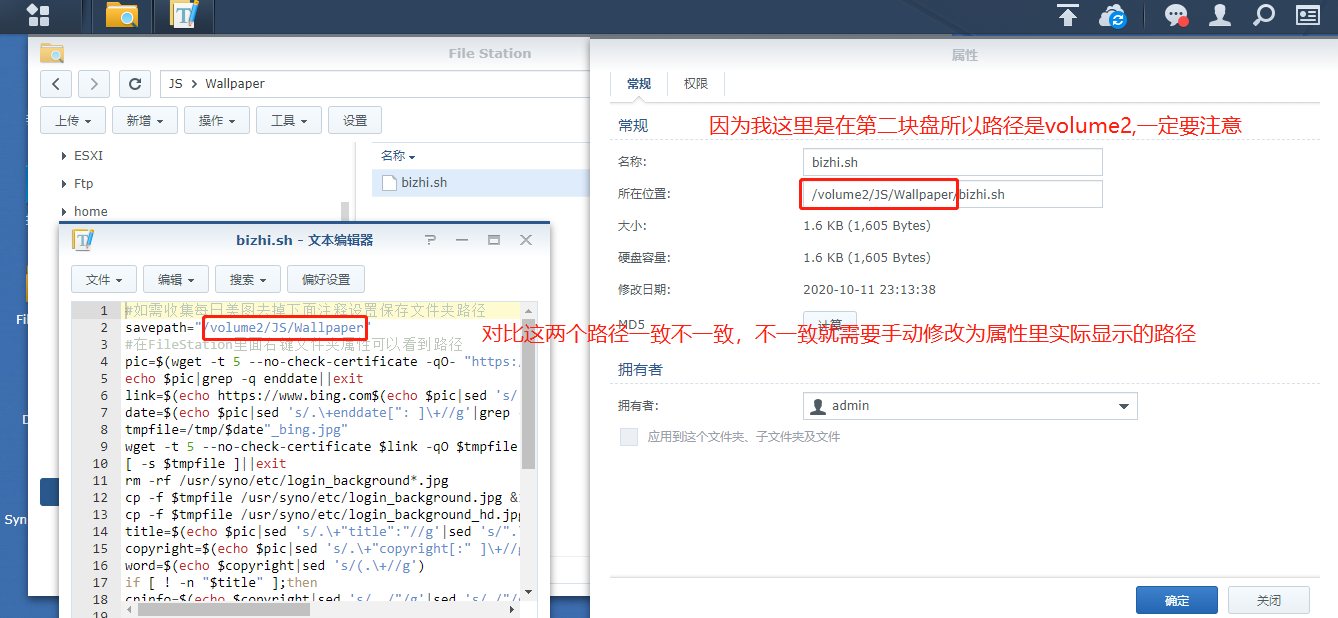 File Station
属性
JS
Wallpaper
常规
权限
上传
新增
操作
工具
设置
常规
因为我这里是在第二块盘所以路径是volume2,一定要注意
ESXI
名称
名称:
bizhi.sh
Ftp
bizhi.sh
所在位置:
/volume2/JS/Wallpaper/bizhi.sh
home
大小:
1.6 KB (1,605 Bytes)
bizhi.sh - 文本编辑器
硬盘容量:
1.6 KB (1,605 Bytes)
文件
编辑
搜索
偏好设置
修改日期:
2020-10-11 23:13:38
MD5
计算
对比这两个路径一致不一致，不一致就需要手动修改为属性里实际显示的路径
1 #如需收集每日美图去掉下面注释设置保存文件夹路径
2 savepath="/volume2/JS/Wallpaper"
3 #在FileStation里面右键文件夹属性可以看到路径
4 pic=$(wget -t 5 --no-check-certificate -qO- "https:
5 echo $pic|grep -q enddate||exit
6 link=$(echo https://www.bing.com$(echo $pic|sed 's/
7 date=$(echo $pic|sed 's/.\+enddate[": ]\+//g'|grep
8 tmpfile=/tmp/$date"_bing.jpg"
9 wget -t 5 --no-check-certificate $link -qO $tmpfile
10 [ -s $tmpfile ]||exit
11 rm -rf /usr/syno/etc/login_background*.jpg
12 cp -f $tmpfile /usr/syno/etc/login_background.jpg &
13 cp -f $tmpfile /usr/syno/etc/login_background_hd.jpg
14 title=$(echo $pic|sed 's/.\+"title":"//g'|sed 's/".
15 copyright=$(echo $pic|sed 's/.\+"copyright[:" ]\+//g
16 word=$(echo $copyright|sed 's/(.\+//g')
17 if [ ! -n "$title" ];then
18 cninfo=$(echo $copyright|sed 's/
19
拥有者
拥有者:
admin
应用到这个文件夹、子文件夹及文件
Syn
确定
关闭